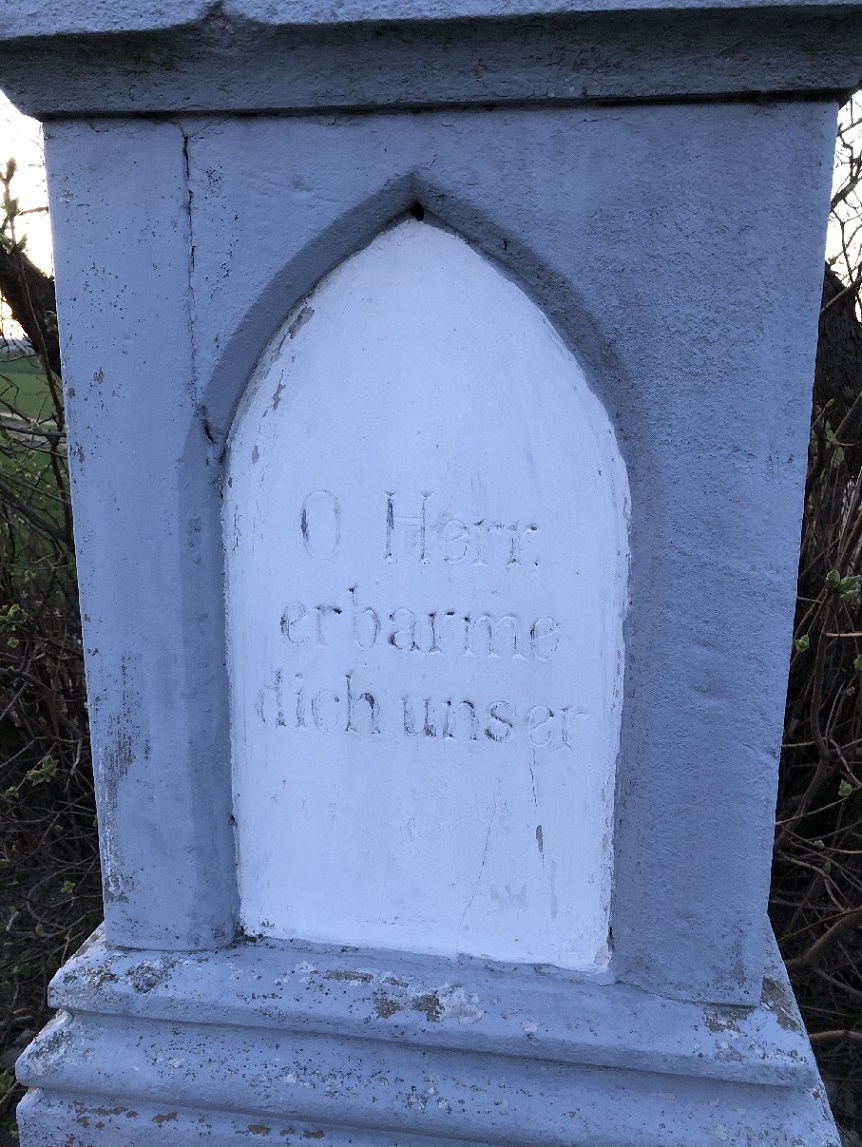 O Herr.
erbarme
dich unser